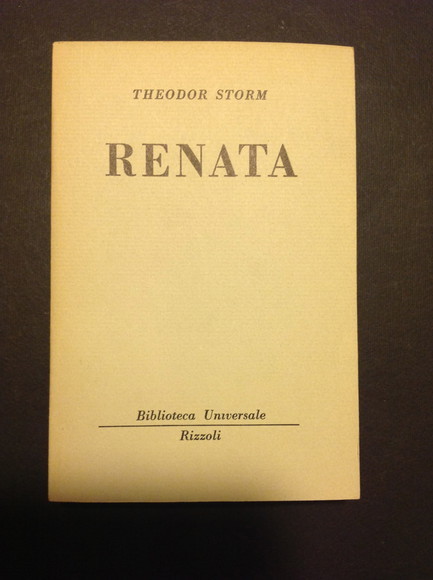 THEODOR STORM
RENATA
Biblioteca Universale
Rizzoli